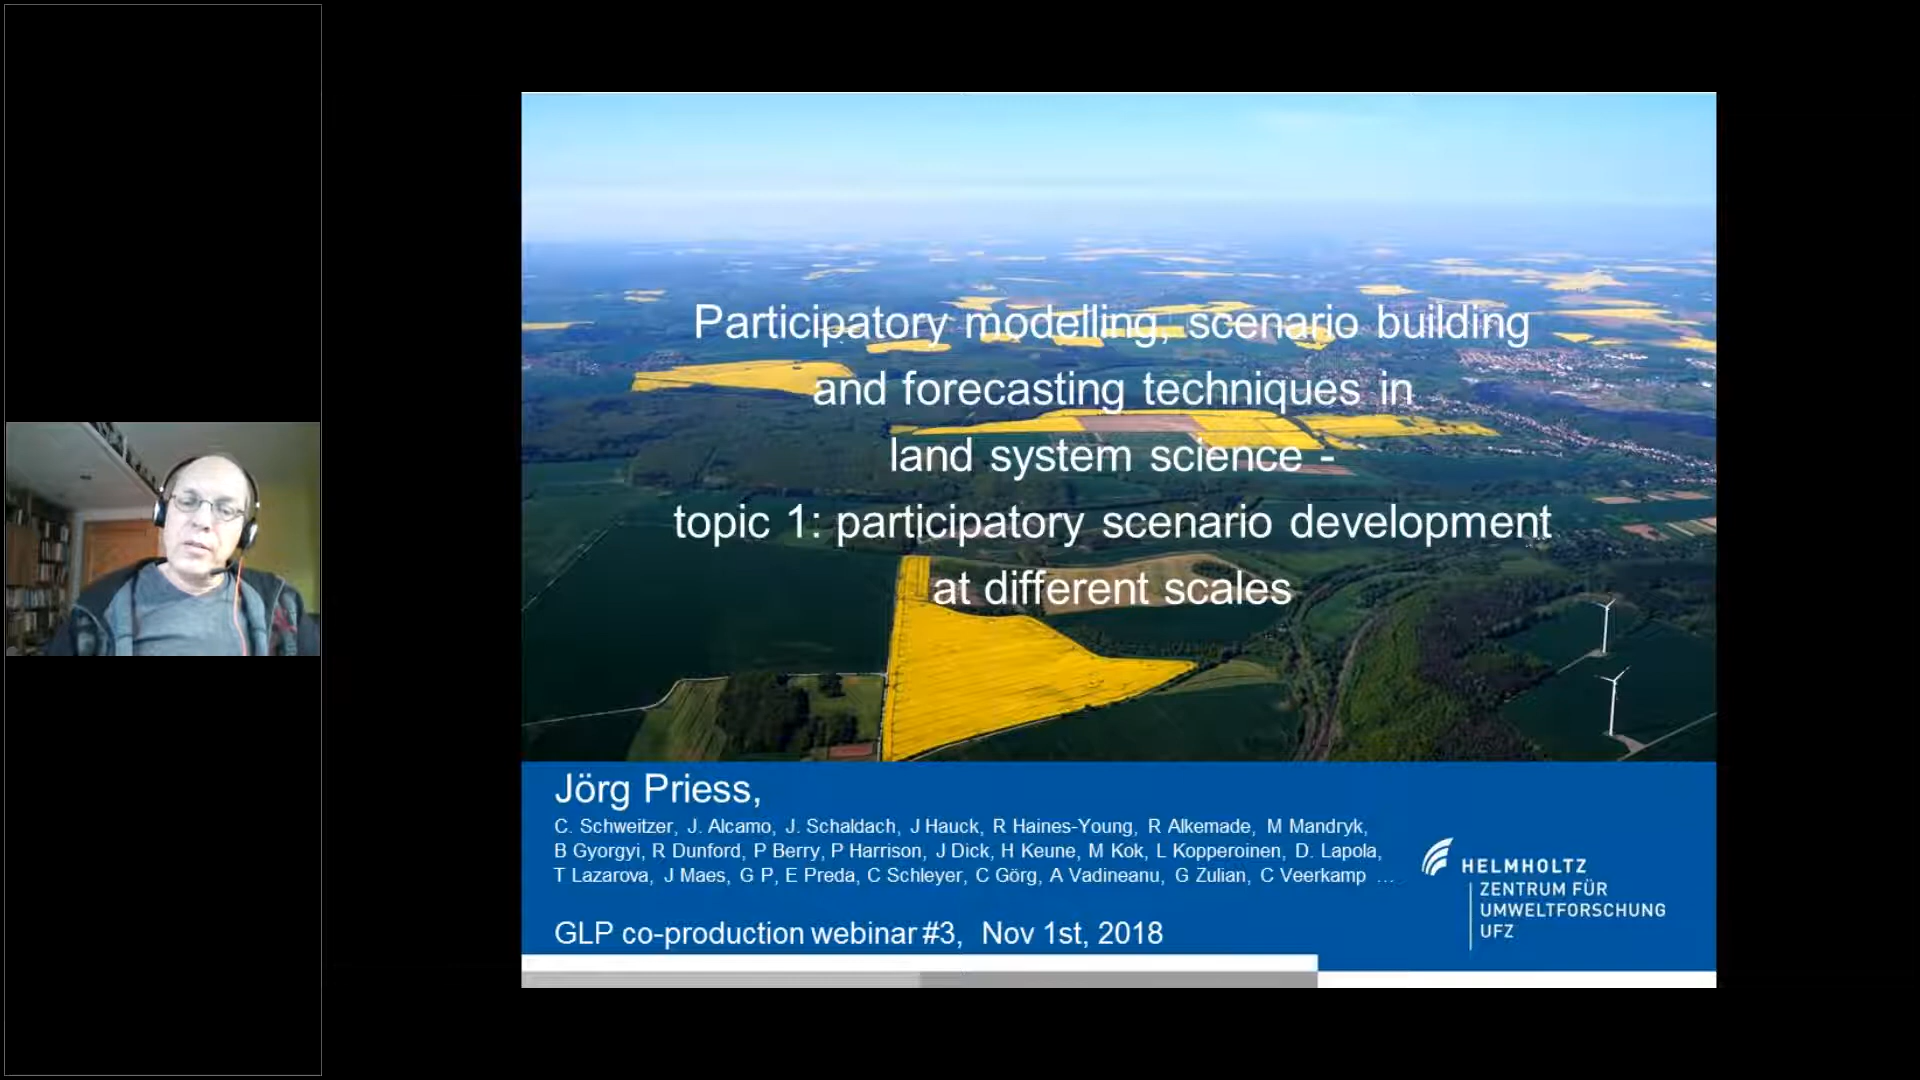 Participatory modelling, scenario building
and forecasting techniques in
land system science -
topic 1: participatory scenario development
at different scales
Jörg Priess,
C. Schweitzer, J. Alcamo, J. Schaldach, J Hauck, R Haines-Young, R Alkemade, M Mandryk,
B Gyorgyi, R Dunford, P Berry, P Harrison, J Dick, H Keune, M Kok, L Kopperoinen, D. Lapola,
T Lazarova, J Maes, G P, E Preda, C Schleyer, C Görg, A Vadineanu, G Zulian, C Veerkamp ...
GLP co-production webinar #3, Nov 1st, 2018
HELMHOLTZ
ZENTRUM FÜR
UMWELTFORSCHUNG
UFZ